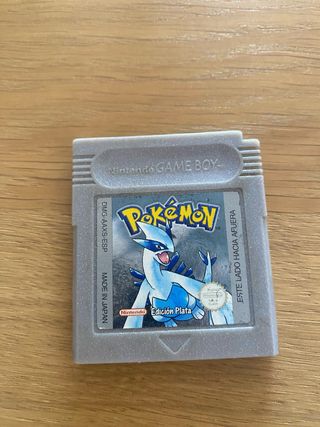 Nintendo GAME BOY
POKéMON
DMG-AAXS-ESP
MADE IN JAPAN
ESTE LADO HACIA AFUERA
Nintendo
Edición Plata